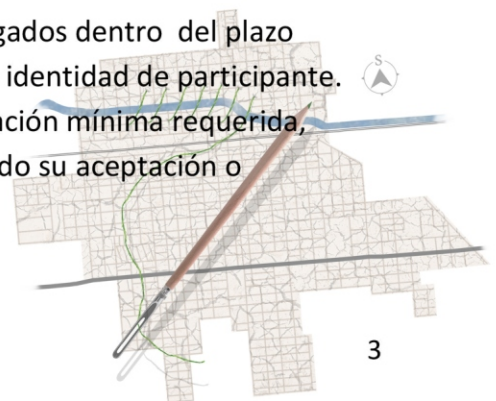 gados dentro del plazo
identidad de participante.
ación mínima requerida,
do su aceptación o
S
3